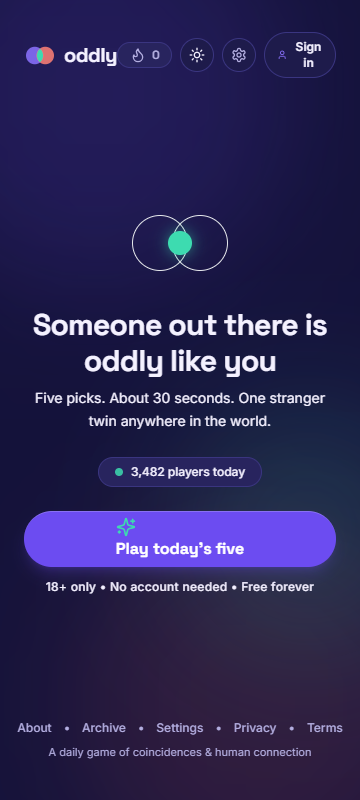 oddly
0
Sign
in
Someone out there is
oddly like you
Five picks. About 30 seconds. One stranger
twin anywhere in the world.
3,482 players today
Play today's five
18+ only • No account needed • Free forever
About • Archive • Settings • Privacy • Terms
A daily game of coincidences & human connection